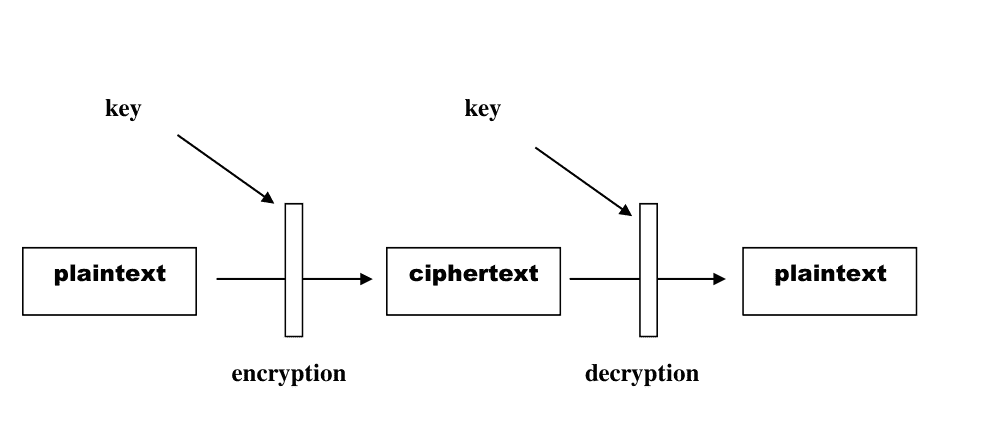 key
key
plaintext
ciphertext
plaintext
encryption
decryption